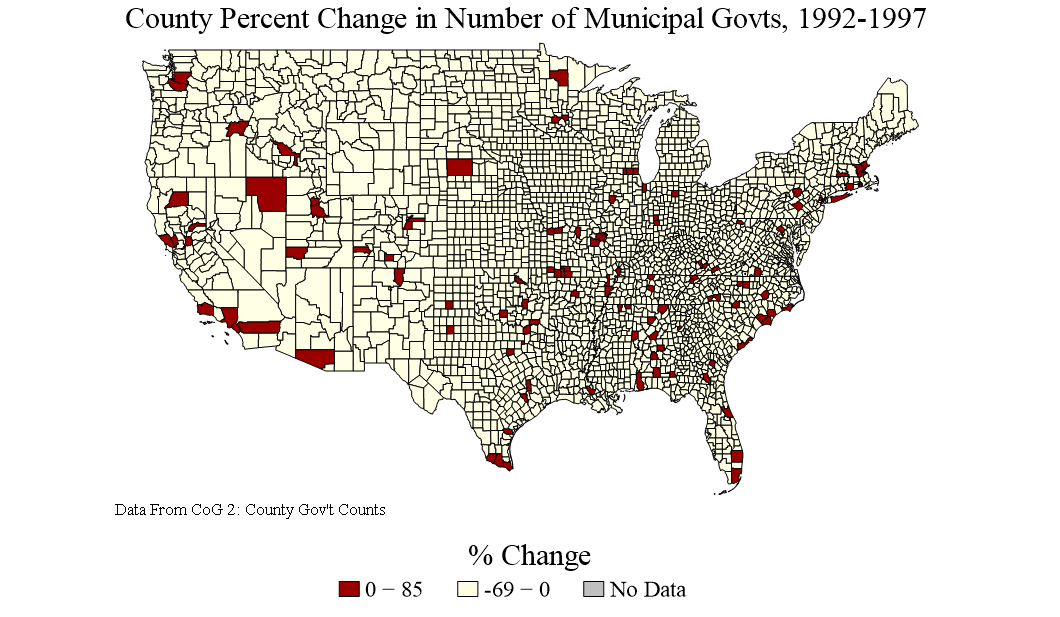 County Percent Change in Number of Municipal Govts, 1992-1997
Data From CoG 2: County Gov't Counts
% Change
0 − 85 -69 − 0 No Data